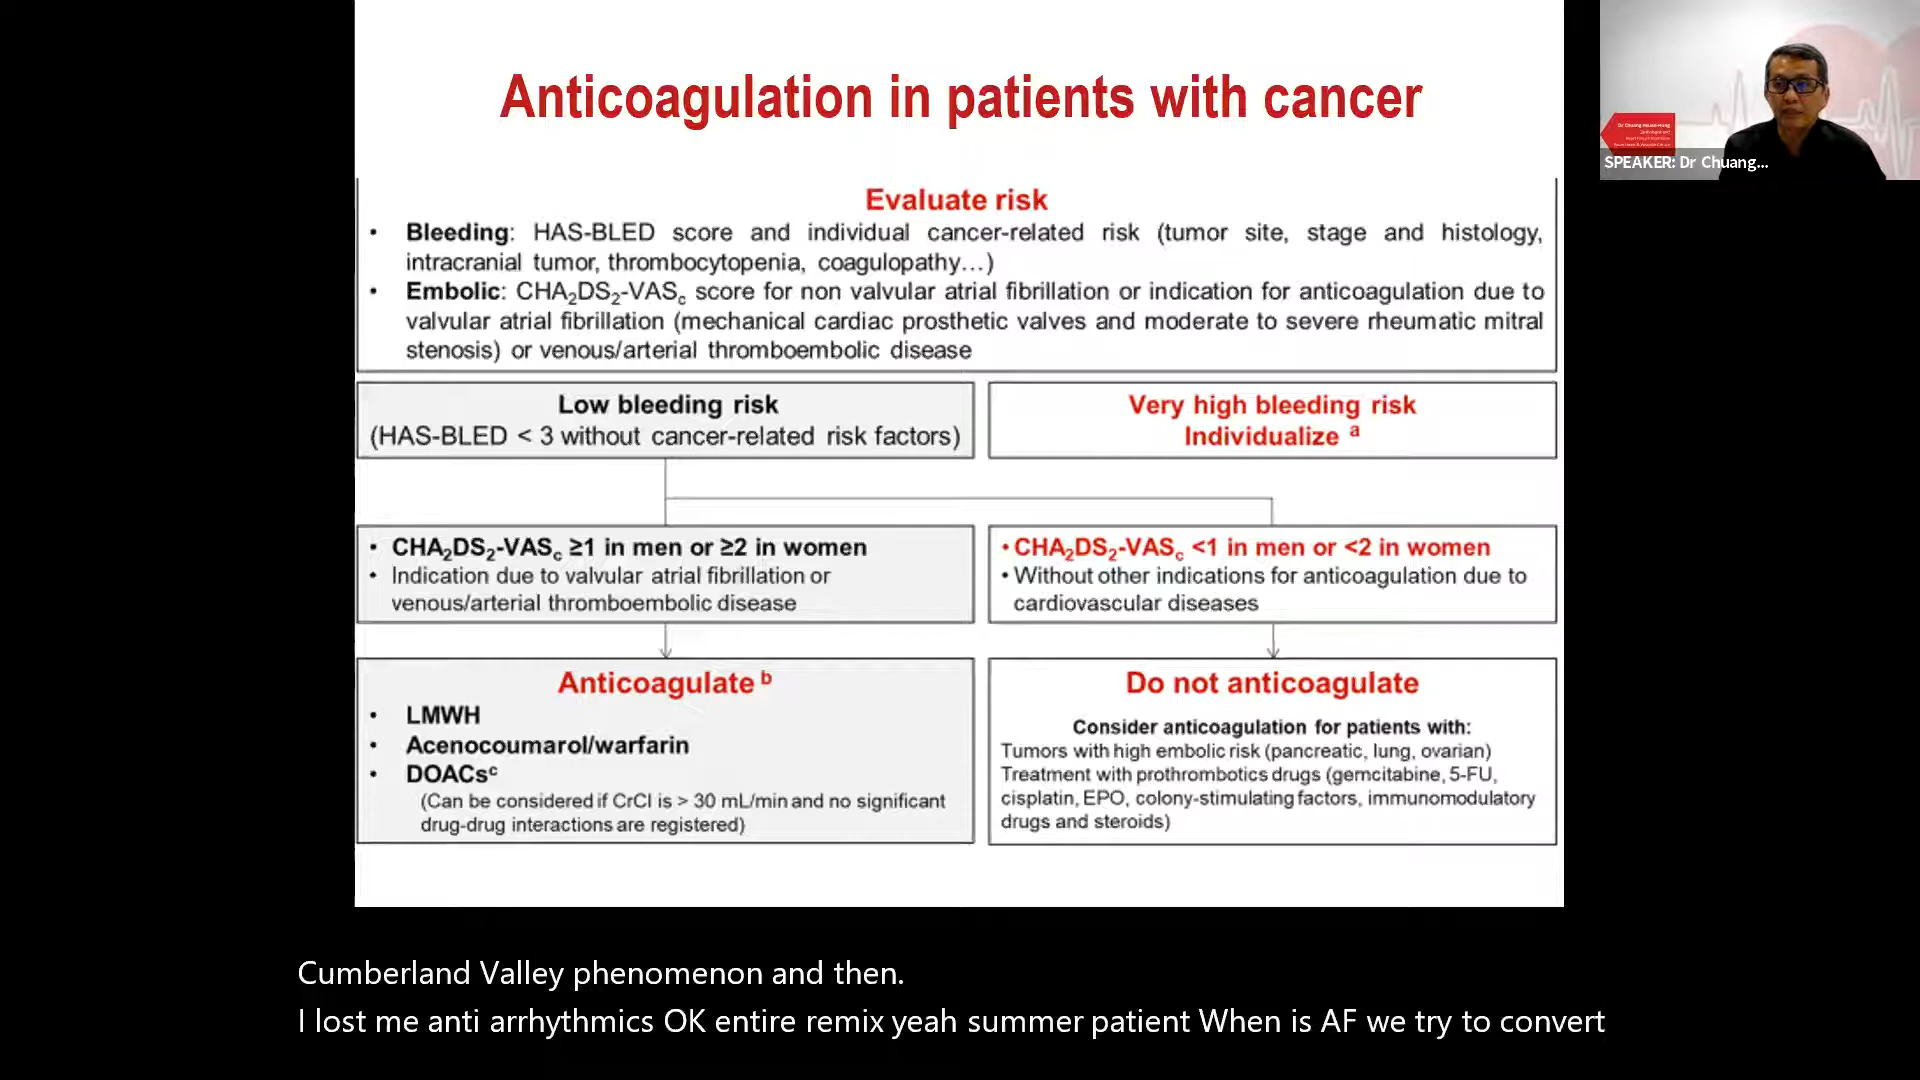 Anticoagulation in patients with cancer
Evaluate risk
• Bleeding: HAS-BLED score and individual cancer-related risk (tumor site, stage and histology,
intracranial tumor, thrombocytopenia, coagulopathy…)
• Embolic: CHA₂DS₂-VASc score for non valvular atrial fibrillation or indication for anticoagulation due to
valvular atrial fibrillation (mechanical cardiac prosthetic valves and moderate to severe rheumatic mitral
stenosis) or venous/arterial thromboembolic disease
Low bleeding risk
(HAS-BLED < 3 without cancer-related risk factors)
Very high bleeding risk
Individualize a
• CHA₂DS₂-VASc ≥1 in men or ≥2 in women
• Indication due to valvular atrial fibrillation or
venous/arterial thromboembolic disease
• CHA₂DS₂-VASc <1 in men or <2 in women
• Without other indications for anticoagulation due to
cardiovascular diseases
Anticoagulate b
• LMWH
• Acenocoumarol/warfarin
• DOACs c
(Can be considered if CrCl is > 30 mL/min and no significant
drug-drug interactions are registered)
Do not anticoagulate
Consider anticoagulation for patients with:
Tumors with high embolic risk (pancreatic, lung, ovarian)
Treatment with prothrombotics drugs (gemcitabine, 5-FU,
cisplatin, EPO, colony-stimulating factors, immunomodulatory
drugs and steroids)
SPEAKER: Dr Chuang...
Cumberland Valley phenomenon and then.
I lost me anti arrhythmics OK entire remix yeah summer patient When is AF we try to convert